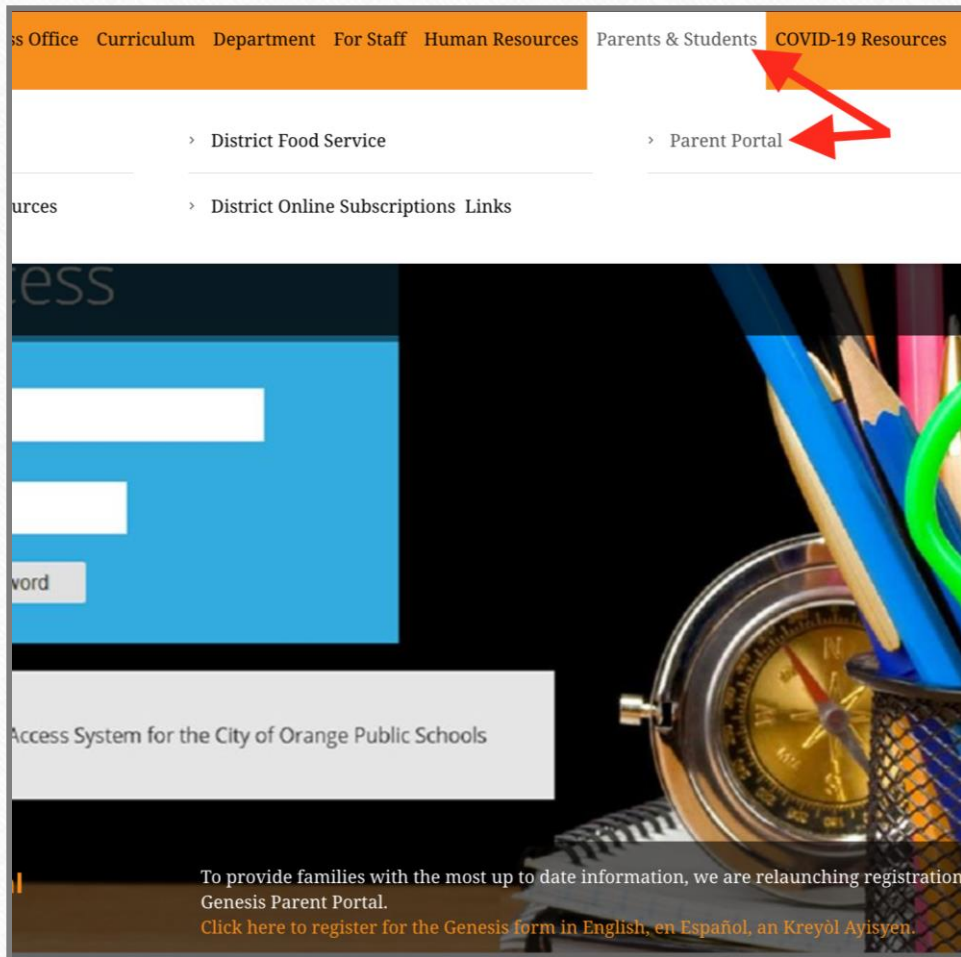 ss Office Curriculum Department For Staff Human Resources Parents & Students COVID-19 Resources
> District Food Service > Parent Portal
urces > District Online Subscriptions Links
cess
word
Access System for the City of Orange Public Schools
N
W
S
To provide families with the most up to date information, we are relaunching registration
Genesis Parent Portal.
Click here to register for the Genesis form in English, en Español, an Kreyòl Ayisyen.